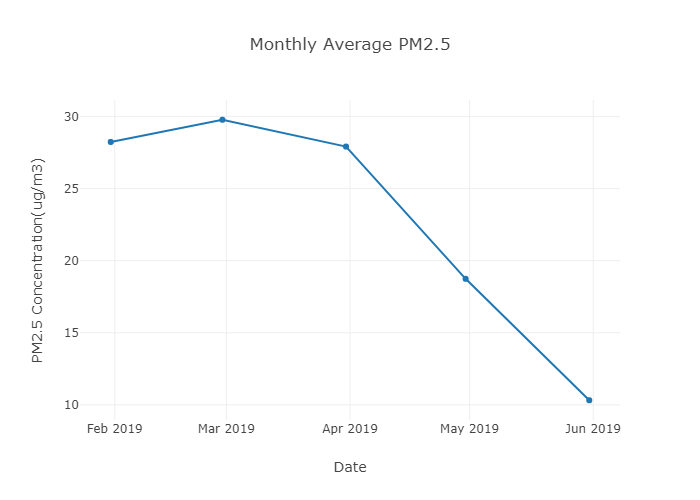 Monthly Average PM2.5
30
25
20
15
10
PM2.5 Concentration(ug/m3)
Feb 2019
Mar 2019
Apr 2019
May 2019
Jun 2019
Date